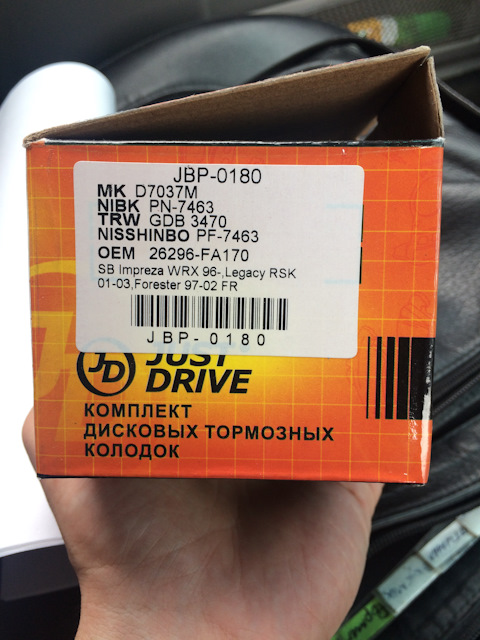 JBP-0180
MK D7037M
NIBK PN-7463
TRW GDB 3470
NISSHINBO PF-7463
OEM 26296-FA170
SB Impreza WRX 96-,Legacy RSK
01-03,Forester 97-02 FR
JBP-0180
JD JUST
DRIVE
КОМПЛЕКТ
ДИСКОВЫХ ТОРМОЗНЫХ
КОЛОДОК